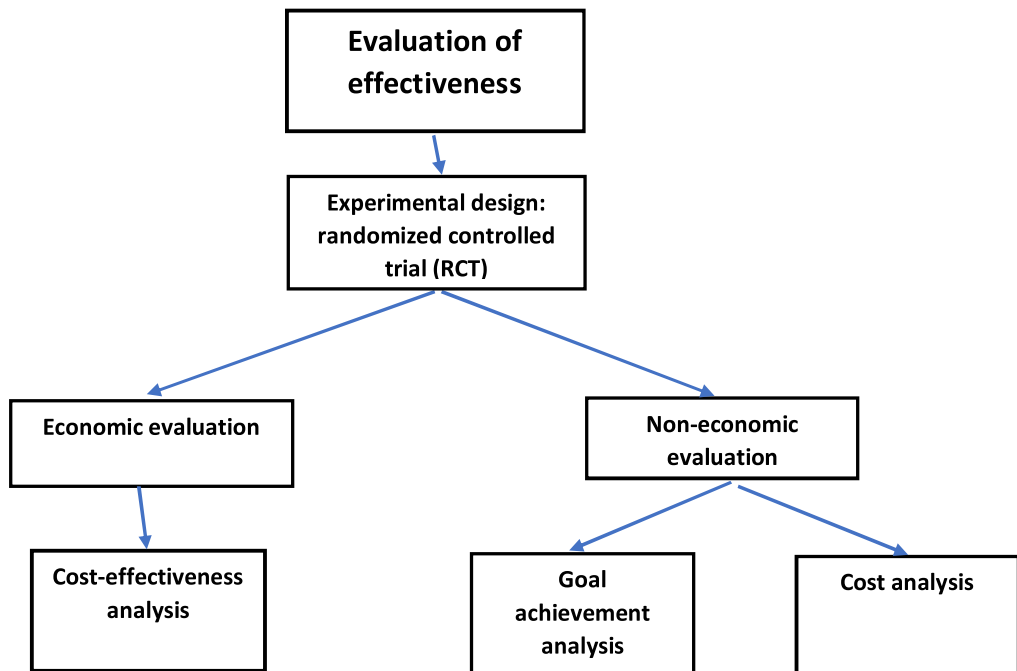 Evaluation of
effectiveness
Experimental design:
randomized controlled
trial (RCT)
Economic evaluation
Non-economic
evaluation
Cost-effectiveness
analysis
Goal
achievement
analysis
Cost analysis